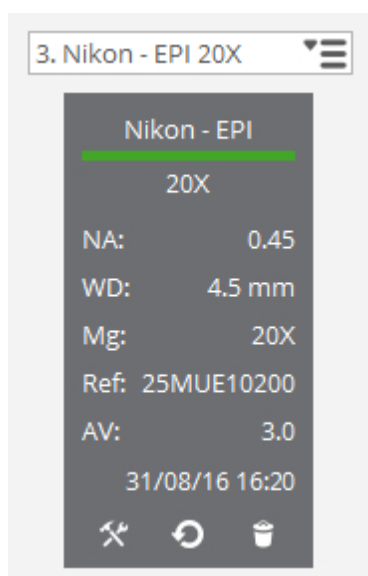 3. Nikon - EPI 20X
Nikon - EPI
20X
NA: 0.45
WD: 4.5 mm
Mg: 20X
Ref: 25MUE10200
AV: 3.0
31/08/16 16:20